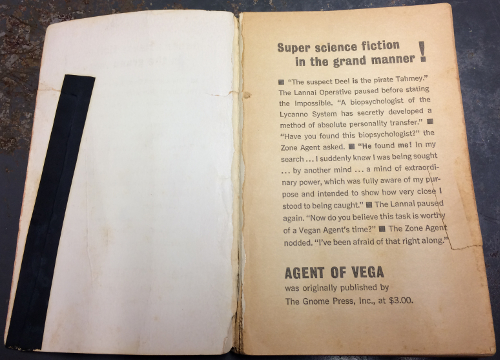 Super science fiction
in the grand manner!
■ "The suspect Deel is the pirate Tahmey."
The Lannai Operative paused before stating
the impossible. "A biopsychologist of the
Lycanno System has secretly developed a
method of absolute personality transfer." ■
"Have you found this biopsychologist?" the
Zone Agent asked. ■ "He found me! In my
search ... I suddenly knew I was being sought
... by another mind ... a mind of extraordi-
nary power, which was fully aware of my pur-
pose and intended to show how very close I
stood to being caught." ■ The Lannai paused
again. "Now do you believe this task is worthy
of a Vegan Agent's time?" ■ The Zone Agent
nodded. "I've been afraid of that right along."
AGENT OF VEGA
was originally published by
The Gnome Press, Inc., at $3.00.